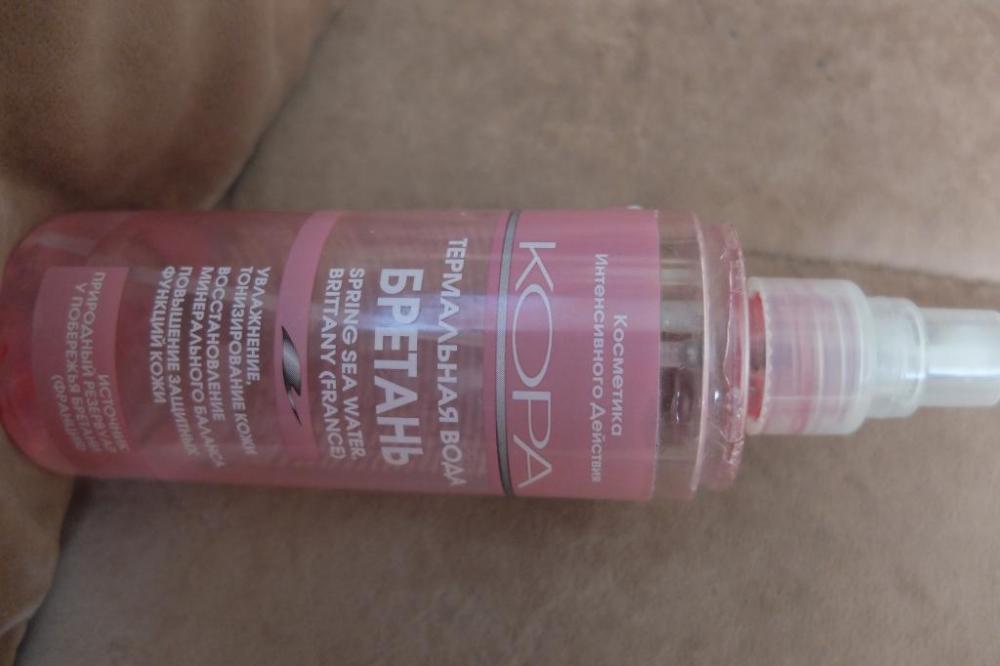 Косметика
Интенсивного Действия
КОРА
ТЕРМАЛЬНАЯ ВОДА
БРЕТАНЬ
SPRING SEA WATER,
BRITTANY (FRANCE)
УВЛАЖНЕНИЕ,
ТОНИЗИРОВАНИЕ КОЖИ
ВОССТАНОВЛЕНИЕ
МИНЕРАЛЬНОГО БАЛАНСА
ПОВЫШЕНИЕ ЗАЩИТНЫХ
ФУНКЦИЙ КОЖИ
ИСТОЧНИК
ПРИРОДНЫЙ РЕЗЕРВУАР
У ПОБЕРЕЖЬЯ БРЕТАНИ
(ФРАНЦИЯ)